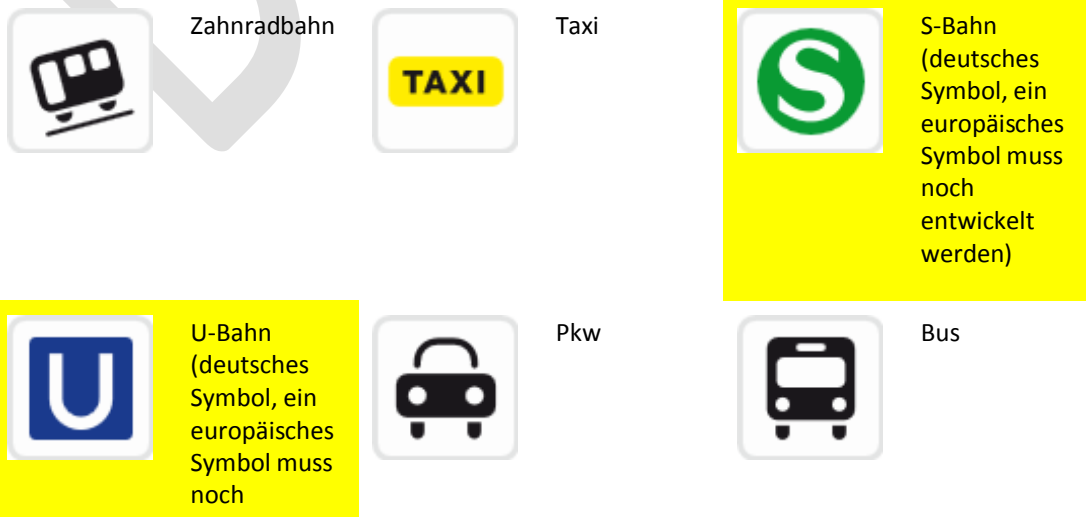 Zahnradbahn
TAXI
Taxi
S
S-Bahn
(deutsches
Symbol, ein
europäisches
Symbol muss
noch
entwickelt
werden)
U
U-Bahn
(deutsches
Symbol, ein
europäisches
Symbol muss
noch
Pkw
Bus